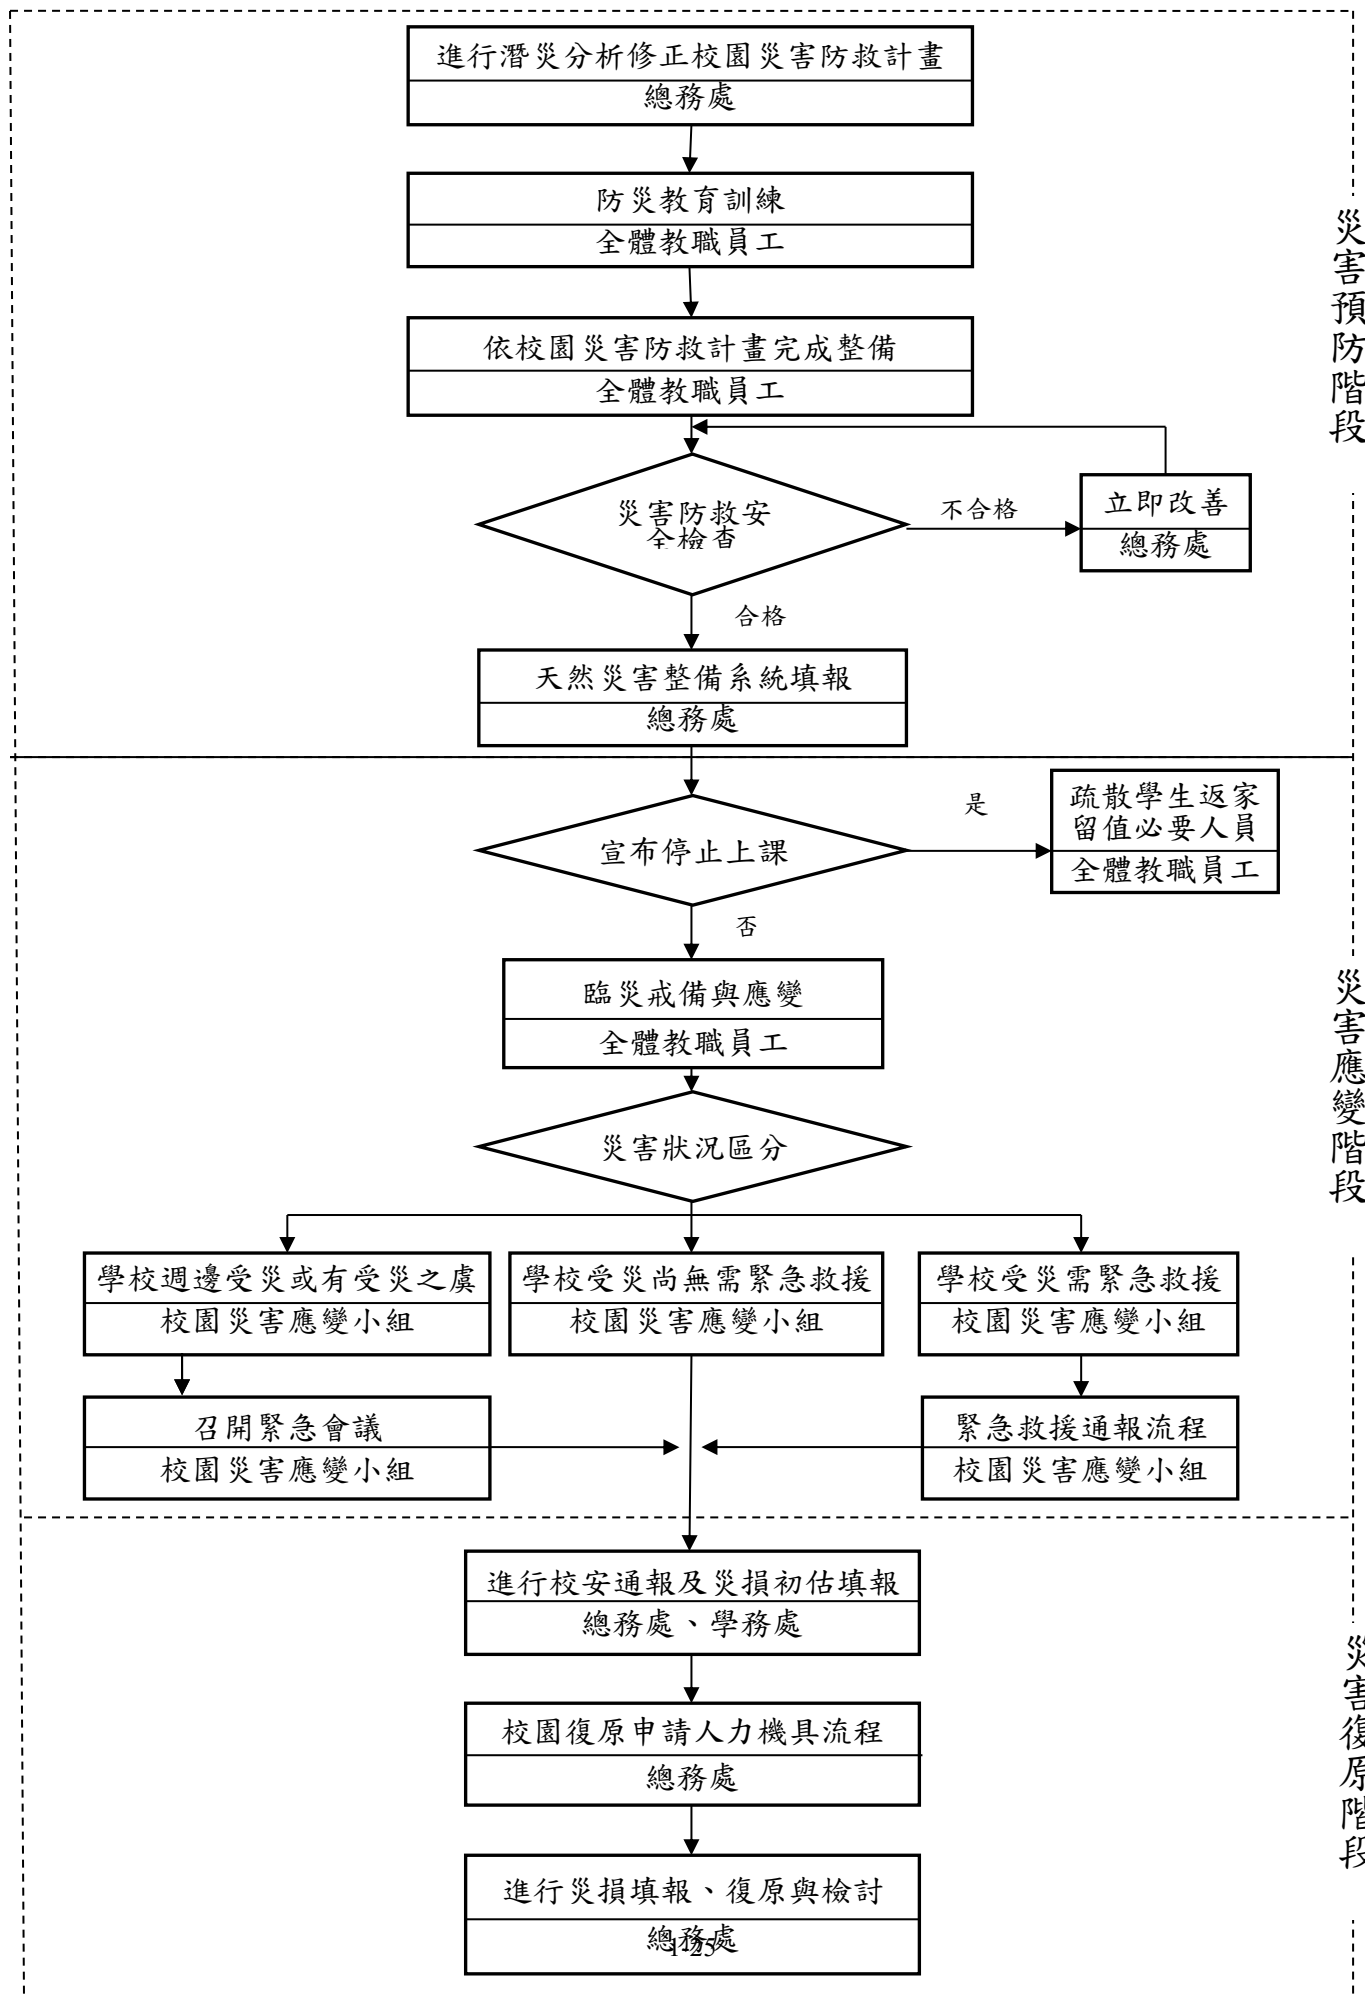 進行潛災分析修正校園災害防救計畫
總務處
防災教育訓練
全體教職員工
依校園災害防救計畫完成整備
全體教職員工
災害預防階段
災害防救安
全檢查
不合格
立即改善
總務處
合格
天然災害整備系統填報
總務處
宣布停止上課
是
疏散學生返家
留值必要人員
全體教職員工
否
臨災戒備與應變
全體教職員工
災害應變階段
災害狀況區分
學校週邊受災或有受災之虞
校園災害應變小組
學校受災尚無需緊急救援
校園災害應變小組
學校受災需緊急救援
校園災害應變小組
召開緊急會議
校園災害應變小組
緊急救援通報流程
校園災害應變小組
進行校安通報及災損初估填報
總務處、學務處
校園復原申請人力機具流程
總務處
災害復原階段
進行災損填報、復原與檢討
總務處
1-25